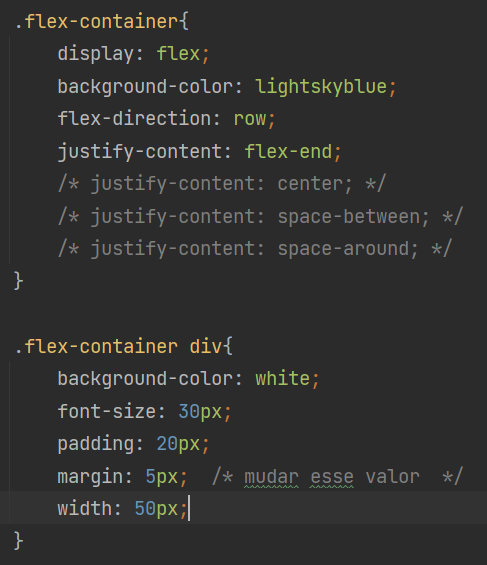 .flex-container{
    display: flex;
    background-color: lightskyblue;
    flex-direction: row;
    justify-content: flex-end;
    /* justify-content: center; */
    /* justify-content: space-between; */
    /* justify-content: space-around; */
}

.flex-container div{
    background-color: white;
    font-size: 30px;
    padding: 20px;
    margin: 5px;  /* mudar esse valor  */
    width: 50px;
}